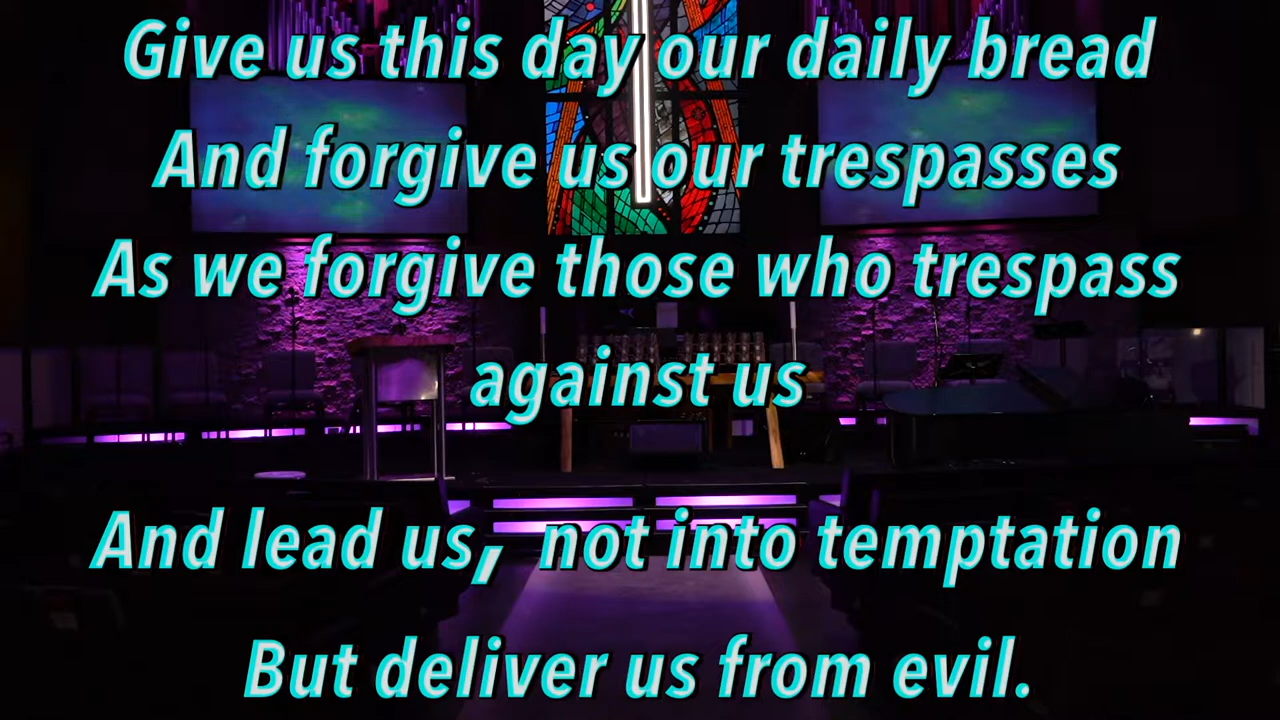 Give us this day our daily bread
And forgive us our trespasses
As we forgive those who trespass
against us
And lead us, not into temptation
But deliver us from evil.